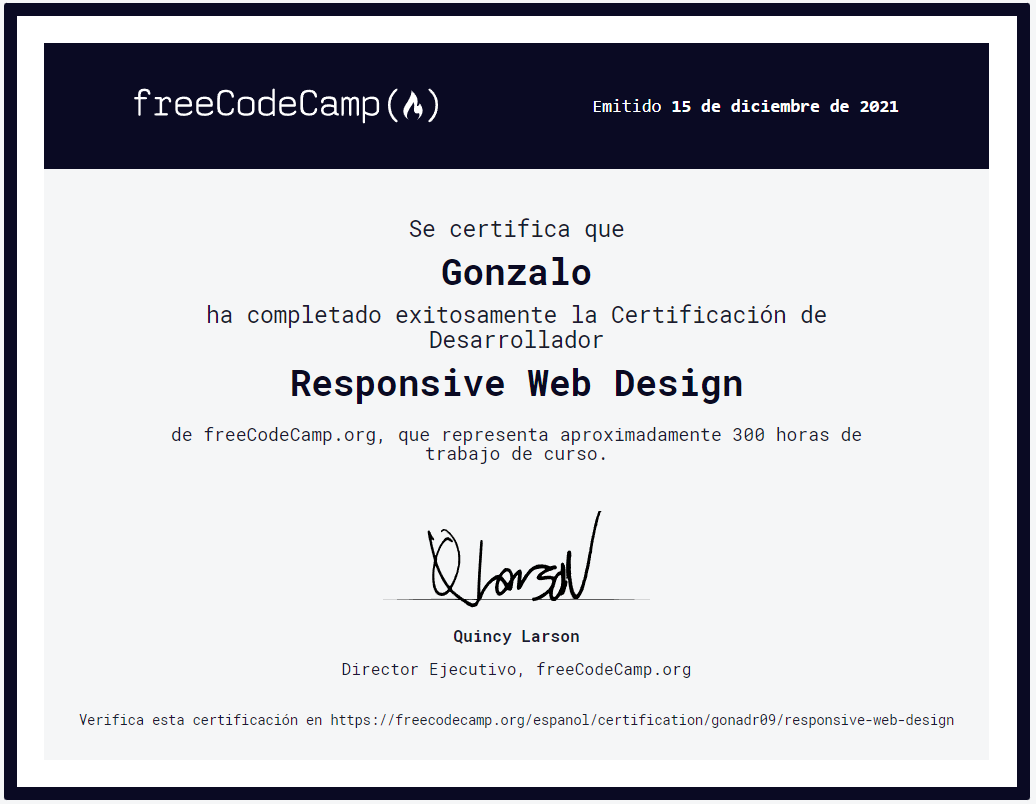 freeCodeCamp
Emitido 15 de diciembre de 2021
Se certifica que
Gonzalo
ha completado exitosamente la Certificación de
Desarrollador
Responsive Web Design
de freeCodeCamp.org, que representa aproximadamente 300 horas de
trabajo de curso.
Q Larson
Quincy Larson
Director Ejecutivo, freeCodeCamp.org
Verifica esta certificación en https://freecodecamp.org/espanol/certification/gonadr09/responsive-web-design